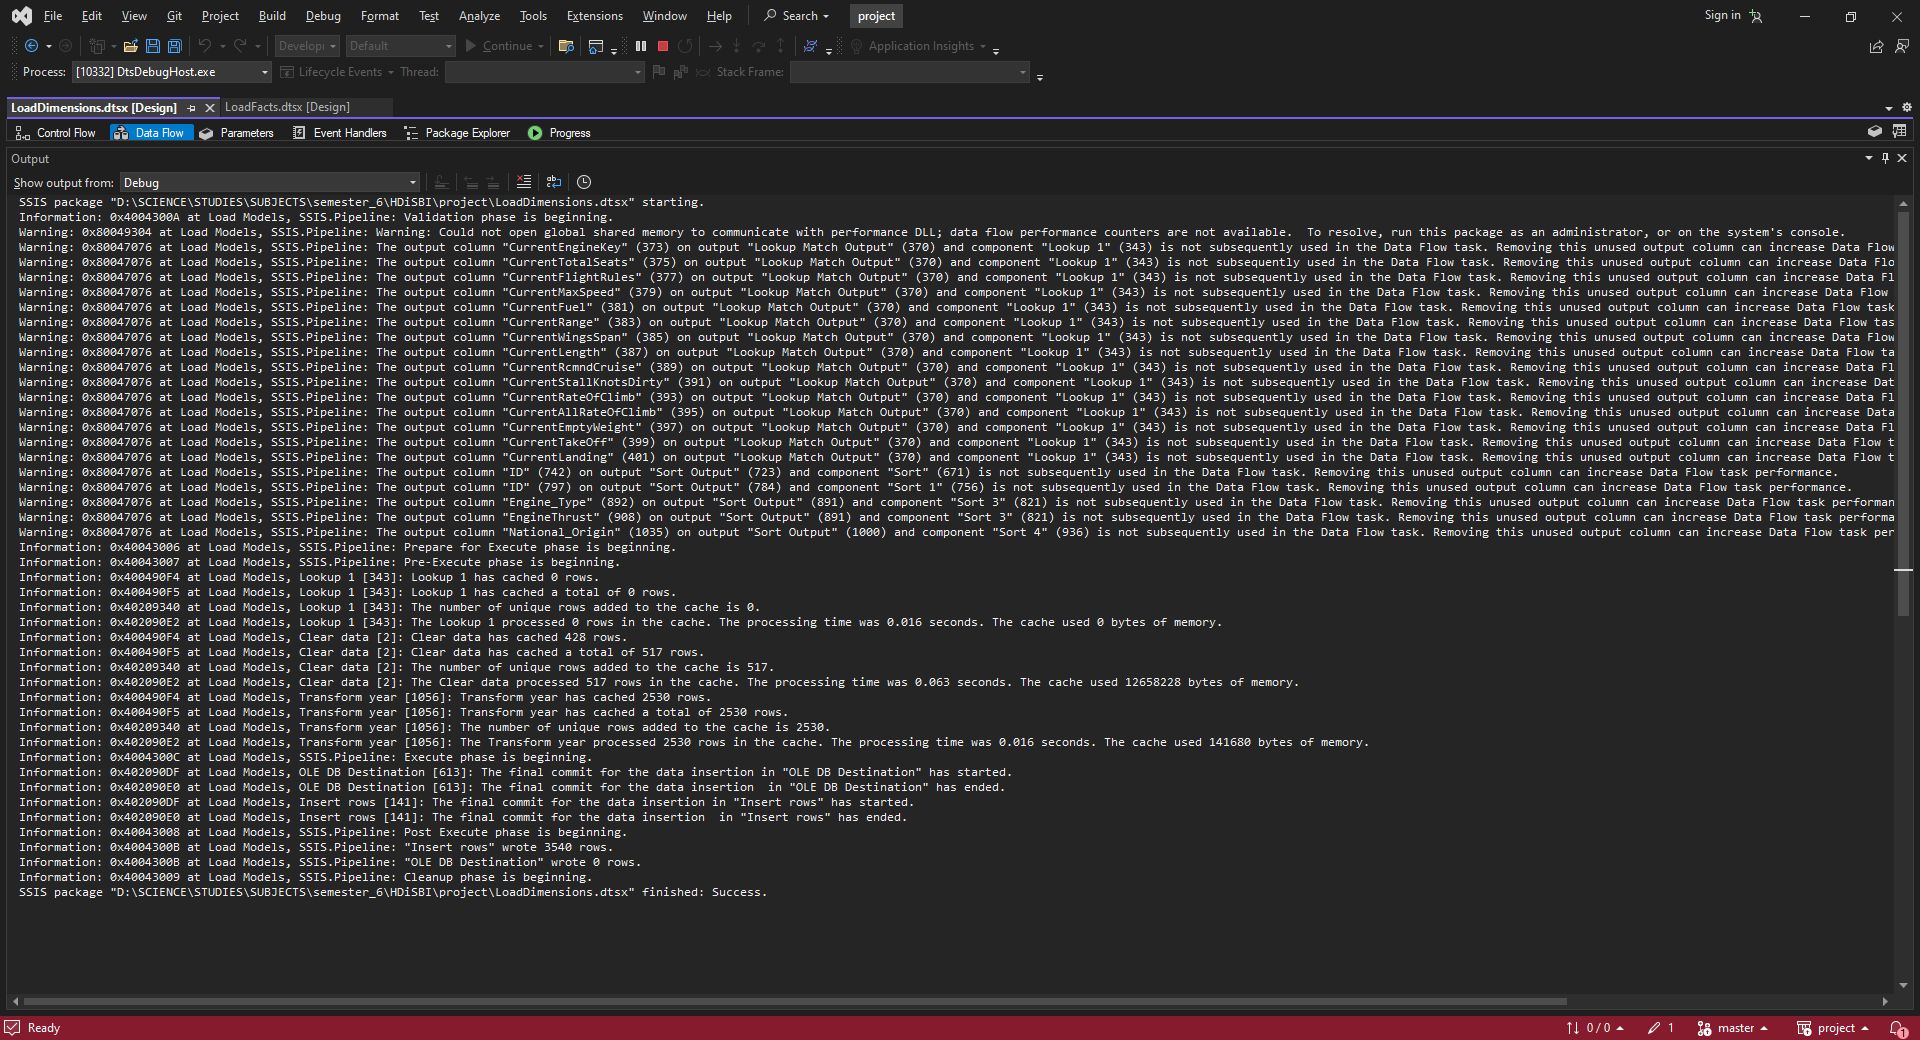 File Edit View Git Project Build Debug Format Test Analyze Tools Extensions Window Help Search project Sign in
Develop Default Continue Application Insights
Process: [10332] DtsDebugHost.exe Lifecycle Events Thread: Stack Frame:
LoadDimensions.dtsx [Design] LoadFacts.dtsx [Design]
Control Flow Data Flow Parameters Event Handlers Package Explorer Progress
Output
Show output from: Debug
SSIS package "D:\SCIENCE\STUDIES\SUBJECTS\semester_6\HDiSBI\project\LoadDimensions.dtsx" starting.
Information: 0x4004300A at Load Models, SSIS.Pipeline: Validation phase is beginning.
Warning: 0x80049304 at Load Models, SSIS.Pipeline: Warning: Could not open global shared memory to communicate with performance DLL; data flow performance counters are not available.  To resolve, run this package as an administrator, or on the system's console.
Warning: 0x80047076 at Load Models, SSIS.Pipeline: The output column "CurrentEngineKey" (373) on output "Lookup Match Output" (370) and component "Lookup 1" (343) is not subsequently used in the Data Flow task. Removing this unused output column can increase Data Flow
Warning: 0x80047076 at Load Models, SSIS.Pipeline: The output column "CurrentTotalSeats" (375) on output "Lookup Match Output" (370) and component "Lookup 1" (343) is not subsequently used in the Data Flow task. Removing this unused output column can increase Data Flo
Warning: 0x80047076 at Load Models, SSIS.Pipeline: The output column "CurrentFlightRules" (377) on output "Lookup Match Output" (370) and component "Lookup 1" (343) is not subsequently used in the Data Flow task. Removing this unused output column can increase Data Fl
Warning: 0x80047076 at Load Models, SSIS.Pipeline: The output column "CurrentMaxSpeed" (379) on output "Lookup Match Output" (370) and component "Lookup 1" (343) is not subsequently used in the Data Flow task. Removing this unused output column can increase Data Flow
Warning: 0x80047076 at Load Models, SSIS.Pipeline: The output column "CurrentFuel" (381) on output "Lookup Match Output" (370) and component "Lookup 1" (343) is not subsequently used in the Data Flow task. Removing this unused output column can increase Data Flow task
Warning: 0x80047076 at Load Models, SSIS.Pipeline: The output column "CurrentRange" (383) on output "Lookup Match Output" (370) and component "Lookup 1" (343) is not subsequently used in the Data Flow task. Removing this unused output column can increase Data Flow tas
Warning: 0x80047076 at Load Models, SSIS.Pipeline: The output column "CurrentWingsSpan" (385) on output "Lookup Match Output" (370) and component "Lookup 1" (343) is not subsequently used in the Data Flow task. Removing this unused output column can increase Data Flow
Warning: 0x80047076 at Load Models, SSIS.Pipeline: The output column "CurrentLength" (387) on output "Lookup Match Output" (370) and component "Lookup 1" (343) is not subsequently used in the Data Flow task. Removing this unused output column can increase Data Flow ta
Warning: 0x80047076 at Load Models, SSIS.Pipeline: The output column "CurrentRcmndCruise" (389) on output "Lookup Match Output" (370) and component "Lookup 1" (343) is not subsequently used in the Data Flow task. Removing this unused output column can increase Data Fl
Warning: 0x80047076 at Load Models, SSIS.Pipeline: The output column "CurrentStallKnotsDirty" (391) on output "Lookup Match Output" (370) and component "Lookup 1" (343) is not subsequently used in the Data Flow task. Removing this unused output column can increase Dat
Warning: 0x80047076 at Load Models, SSIS.Pipeline: The output column "CurrentRateOfClimb" (393) on output "Lookup Match Output" (370) and component "Lookup 1" (343) is not subsequently used in the Data Flow task. Removing this unused output column can increase Data Fl
Warning: 0x80047076 at Load Models, SSIS.Pipeline: The output column "CurrentAllRateOfClimb" (395) on output "Lookup Match Output" (370) and component "Lookup 1" (343) is not subsequently used in the Data Flow task. Removing this unused output column can increase Data
Warning: 0x80047076 at Load Models, SSIS.Pipeline: The output column "CurrentEmptyWeight" (397) on output "Lookup Match Output" (370) and component "Lookup 1" (343) is not subsequently used in the Data Flow task. Removing this unused output column can increase Data Fl
Warning: 0x80047076 at Load Models, SSIS.Pipeline: The output column "CurrentTakeOff" (399) on output "Lookup Match Output" (370) and component "Lookup 1" (343) is not subsequently used in the Data Flow task. Removing this unused output column can increase Data Flow t
Warning: 0x80047076 at Load Models, SSIS.Pipeline: The output column "CurrentLanding" (401) on output "Lookup Match Output" (370) and component "Lookup 1" (343) is not subsequently used in the Data Flow task. Removing this unused output column can increase Data Flow t
Warning: 0x80047076 at Load Models, SSIS.Pipeline: The output column "ID" (742) on output "Sort Output" (723) and component "Sort" (671) is not subsequently used in the Data Flow task. Removing this unused output column can increase Data Flow task performance.
Warning: 0x80047076 at Load Models, SSIS.Pipeline: The output column "ID" (797) on output "Sort Output" (784) and component "Sort 1" (756) is not subsequently used in the Data Flow task. Removing this unused output column can increase Data Flow task performance.
Warning: 0x80047076 at Load Models, SSIS.Pipeline: The output column "Engine_Type" (892) on output "Sort Output" (891) and component "Sort 3" (821) is not subsequently used in the Data Flow task. Removing this unused output column can increase Data Flow task performan
Warning: 0x80047076 at Load Models, SSIS.Pipeline: The output column "EngineThrust" (908) on output "Sort Output" (891) and component "Sort 3" (821) is not subsequently used in the Data Flow task. Removing this unused output column can increase Data Flow task performa
Warning: 0x80047076 at Load Models, SSIS.Pipeline: The output column "National_Origin" (1035) on output "Sort Output" (1000) and component "Sort 4" (936) is not subsequently used in the Data Flow task. Removing this unused output column can increase Data Flow task per
Information: 0x40043006 at Load Models, SSIS.Pipeline: Prepare for Execute phase is beginning.
Information: 0x40043007 at Load Models, SSIS.Pipeline: Pre-Execute phase is beginning.
Information: 0x400490F4 at Load Models, Lookup 1 [343]: Lookup 1 has cached 0 rows.
Information: 0x400490F5 at Load Models, Lookup 1 [343]: Lookup 1 has cached a total of 0 rows.
Information: 0x40209340 at Load Models, Lookup 1 [343]: The number of unique rows added to the cache is 0.
Information: 0x402090E2 at Load Models, Lookup 1 [343]: The Lookup 1 processed 0 rows in the cache. The processing time was 0.016 seconds. The cache used 0 bytes of memory.
Information: 0x400490F4 at Load Models, Clear data [2]: Clear data has cached 428 rows.
Information: 0x400490F5 at Load Models, Clear data [2]: Clear data has cached a total of 517 rows.
Information: 0x40209340 at Load Models, Clear data [2]: The number of unique rows added to the cache is 517.
Information: 0x402090E2 at Load Models, Clear data [2]: The Clear data processed 517 rows in the cache. The processing time was 0.063 seconds. The cache used 12658228 bytes of memory.
Information: 0x400490F4 at Load Models, Transform year [1056]: Transform year has cached 2530 rows.
Information: 0x400490F5 at Load Models, Transform year [1056]: Transform year has cached a total of 2530 rows.
Information: 0x40209340 at Load Models, Transform year [1056]: The number of unique rows added to the cache is 2530.
Information: 0x402090E2 at Load Models, Transform year [1056]: The Transform year processed 2530 rows in the cache. The processing time was 0.016 seconds. The cache used 141680 bytes of memory.
Information: 0x4004300C at Load Models, SSIS.Pipeline: Execute phase is beginning.
Information: 0x402090DF at Load Models, OLE DB Destination [613]: The final commit for the data insertion in "OLE DB Destination" has started.
Information: 0x402090E0 at Load Models, OLE DB Destination [613]: The final commit for the data insertion  in "OLE DB Destination" has ended.
Information: 0x402090DF at Load Models, Insert rows [141]: The final commit for the data insertion in "Insert rows" has started.
Information: 0x402090E0 at Load Models, Insert rows [141]: The final commit for the data insertion  in "Insert rows" has ended.
Information: 0x40043008 at Load Models, SSIS.Pipeline: Post Execute phase is beginning.
Information: 0x4004300B at Load Models, SSIS.Pipeline: "Insert rows" wrote 3540 rows.
Information: 0x4004300B at Load Models, SSIS.Pipeline: "OLE DB Destination" wrote 0 rows.
Information: 0x40043009 at Load Models, SSIS.Pipeline: Cleanup phase is beginning.
SSIS package "D:\SCIENCE\STUDIES\SUBJECTS\semester_6\HDiSBI\project\LoadDimensions.dtsx" finished: Success.
Ready 0 / 0 1 master project 1